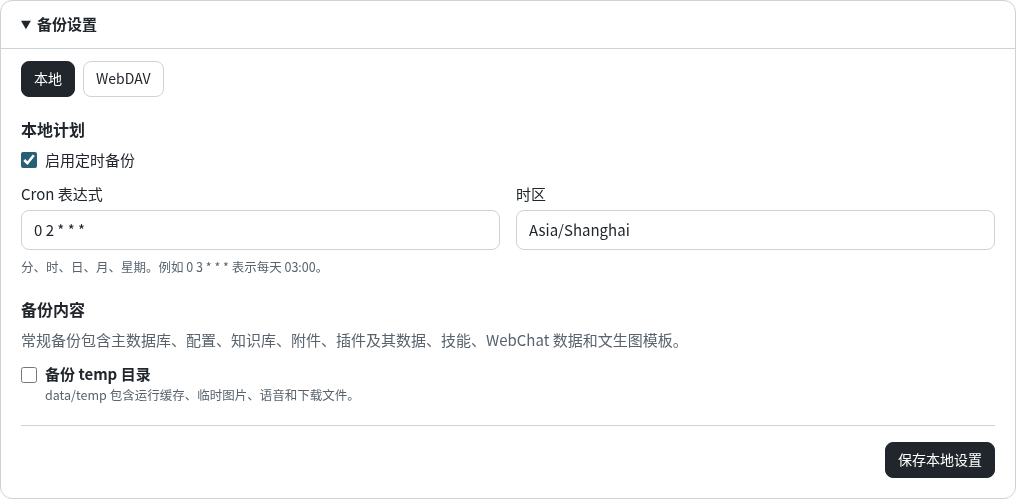 ▼ 备份设置
本地 WebDAV
本地计划
启用定时备份
Cron 表达式 时区
0 2 * * * Asia/Shanghai
分、时、日、月、星期。例如 0 3 * * * 表示每天 03:00。
备份内容
常规备份包含主数据库、配置、知识库、附件、插件及其数据、技能、WebChat 数据和文生图模板。
备份 temp 目录
data/temp 包含运行缓存、临时图片、语音和下载文件。
保存本地设置